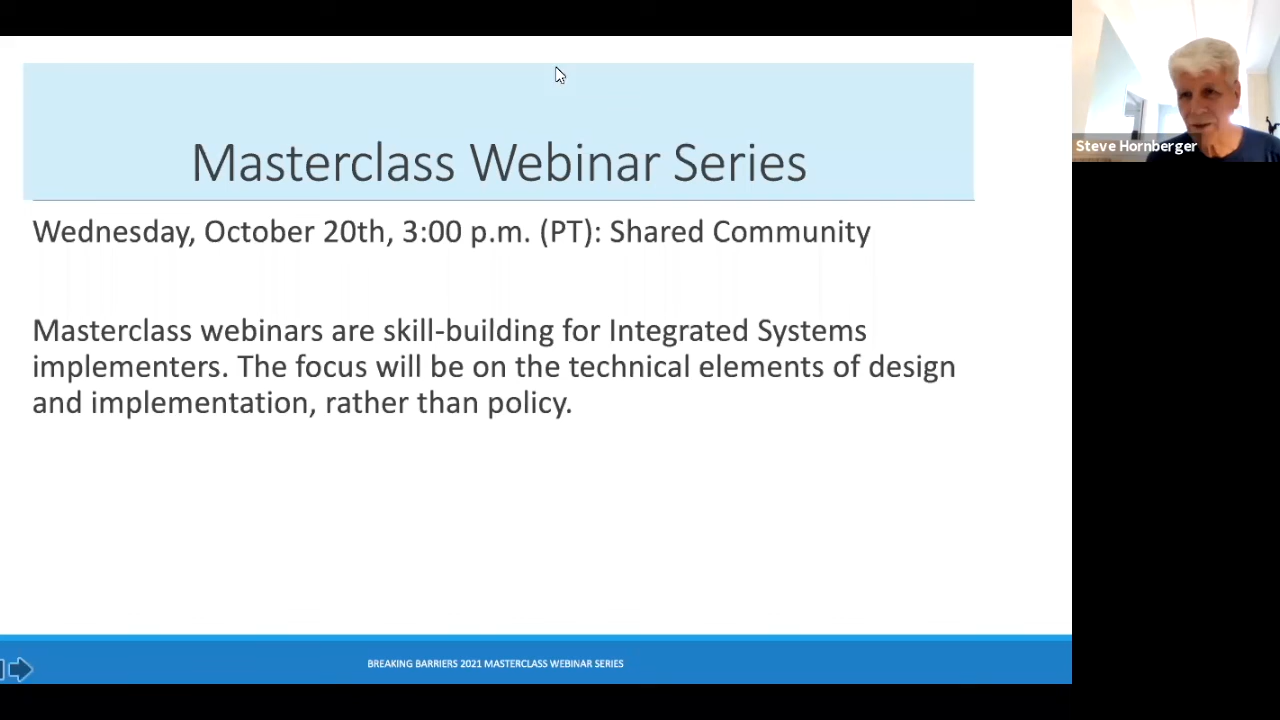 Masterclass Webinar Series
Steve Hornberger
Wednesday, October 20th, 3:00 p.m. (PT): Shared Community
Masterclass webinars are skill-building for Integrated Systems
implementers. The focus will be on the technical elements of design
and implementation, rather than policy.
BREAKING BARRIERS 2021 MASTERCLASS WEBINAR SERIES